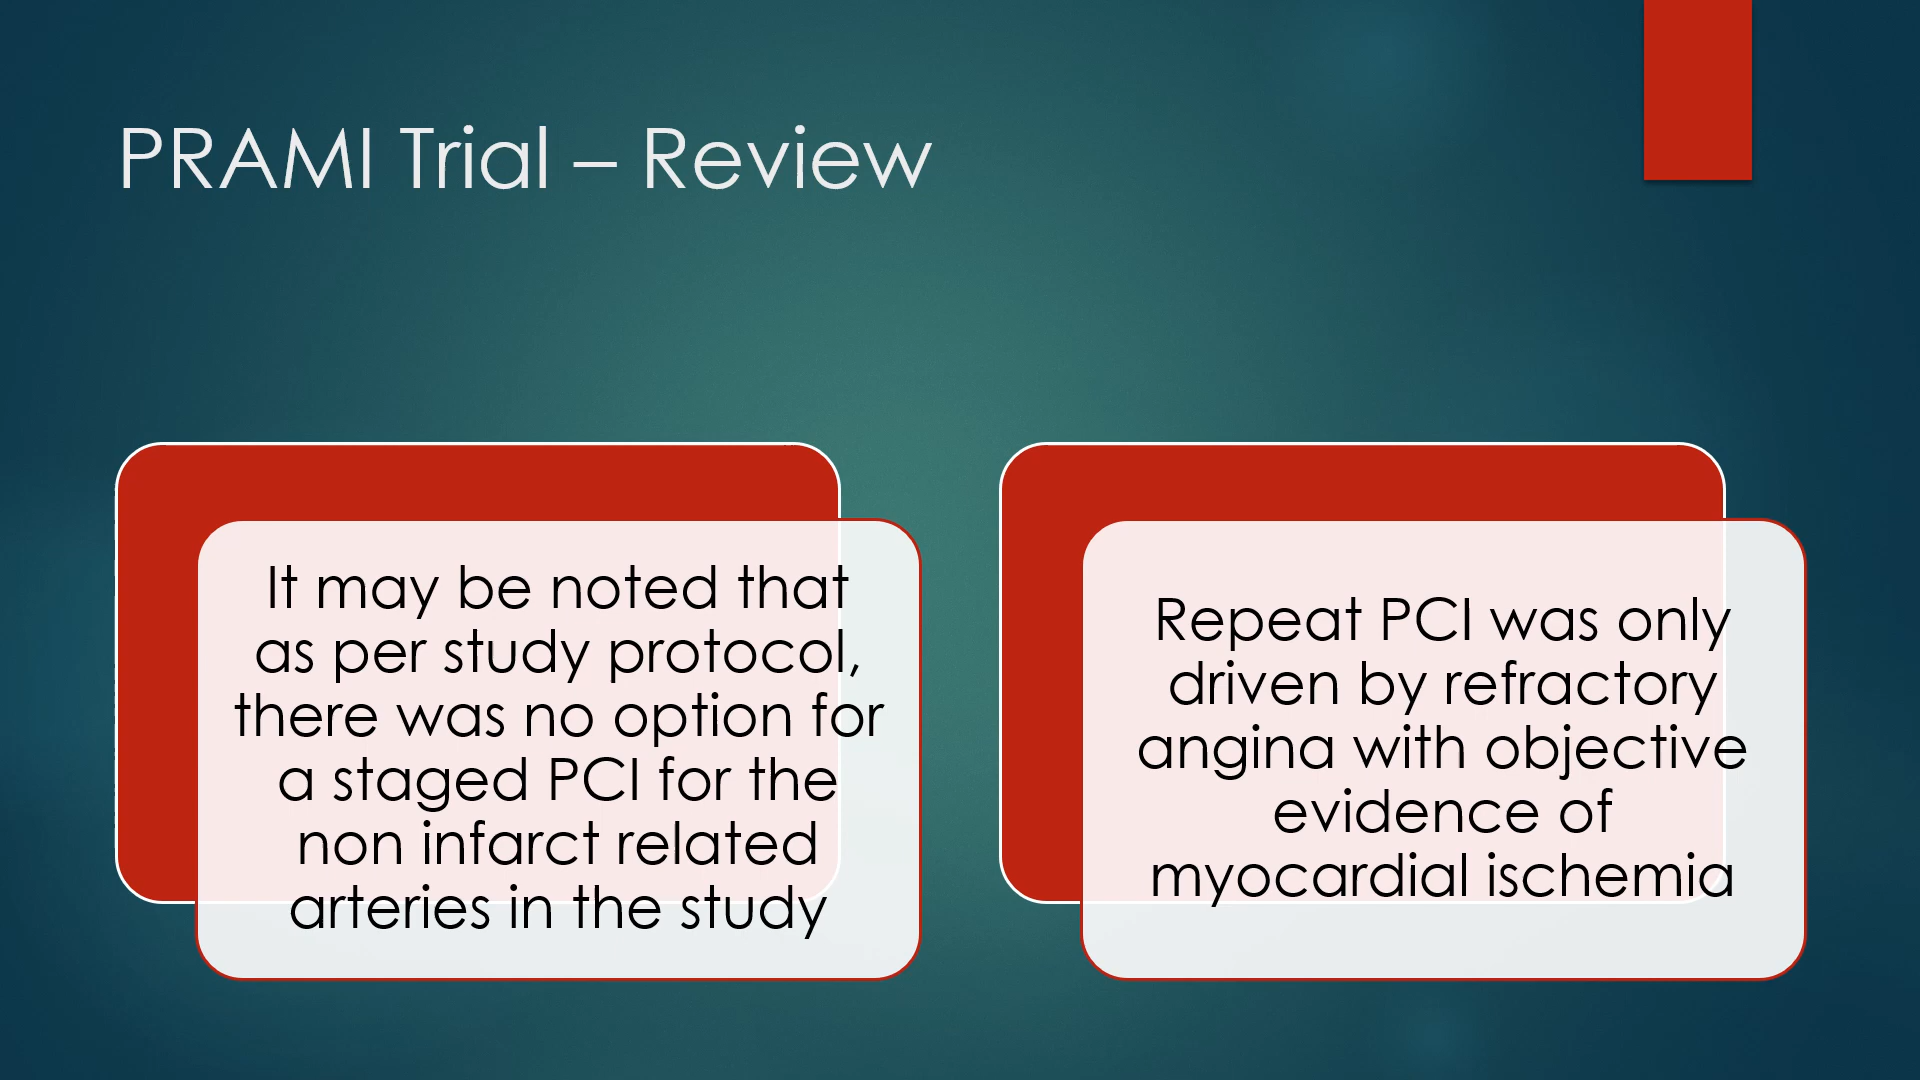 PRAMI Trial – Review
It may be noted that
as per study protocol,
there was no option for
a staged PCI for the
non infarct related
arteries in the study
Repeat PCI was only
driven by refractory
angina with objective
evidence of
myocardial ischemia